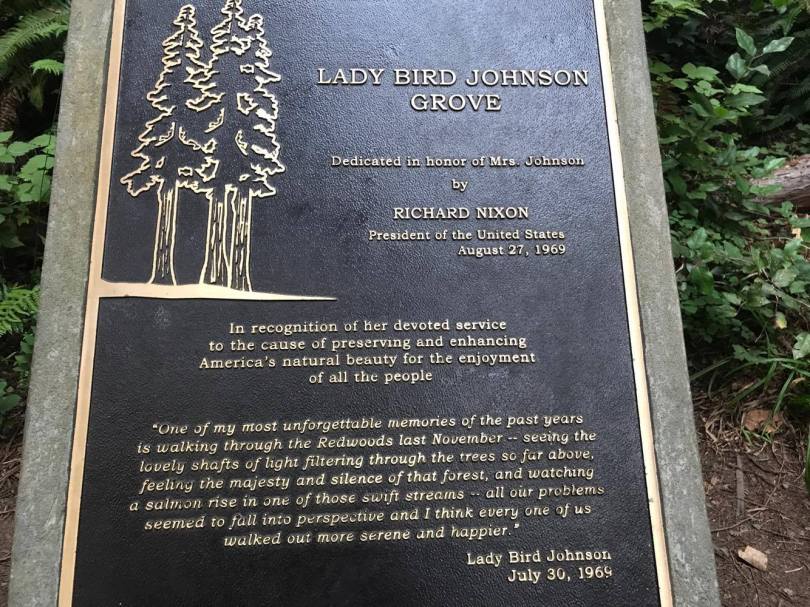 LADY BIRD JOHNSON
GROVE
Dedicated in honor of Mrs. Johnson
by
RICHARD NIXON
President of the United States
August 27, 1969
In recognition of her devoted service
to the cause of preserving and enhancing
America's natural beauty for the enjoyment
of all the people
"One of my most unforgettable memories of the past years
is walking through the Redwoods last November -- seeing the
lovely shafts of light filtering through the trees so far above,
feeling the majesty and silence of that forest, and watching
a salmon rise in one of those swift streams -- all our problems
seemed to fall into perspective and I think every one of us
walked out more serene and happier."
Lady Bird Johnson
July 30, 1969